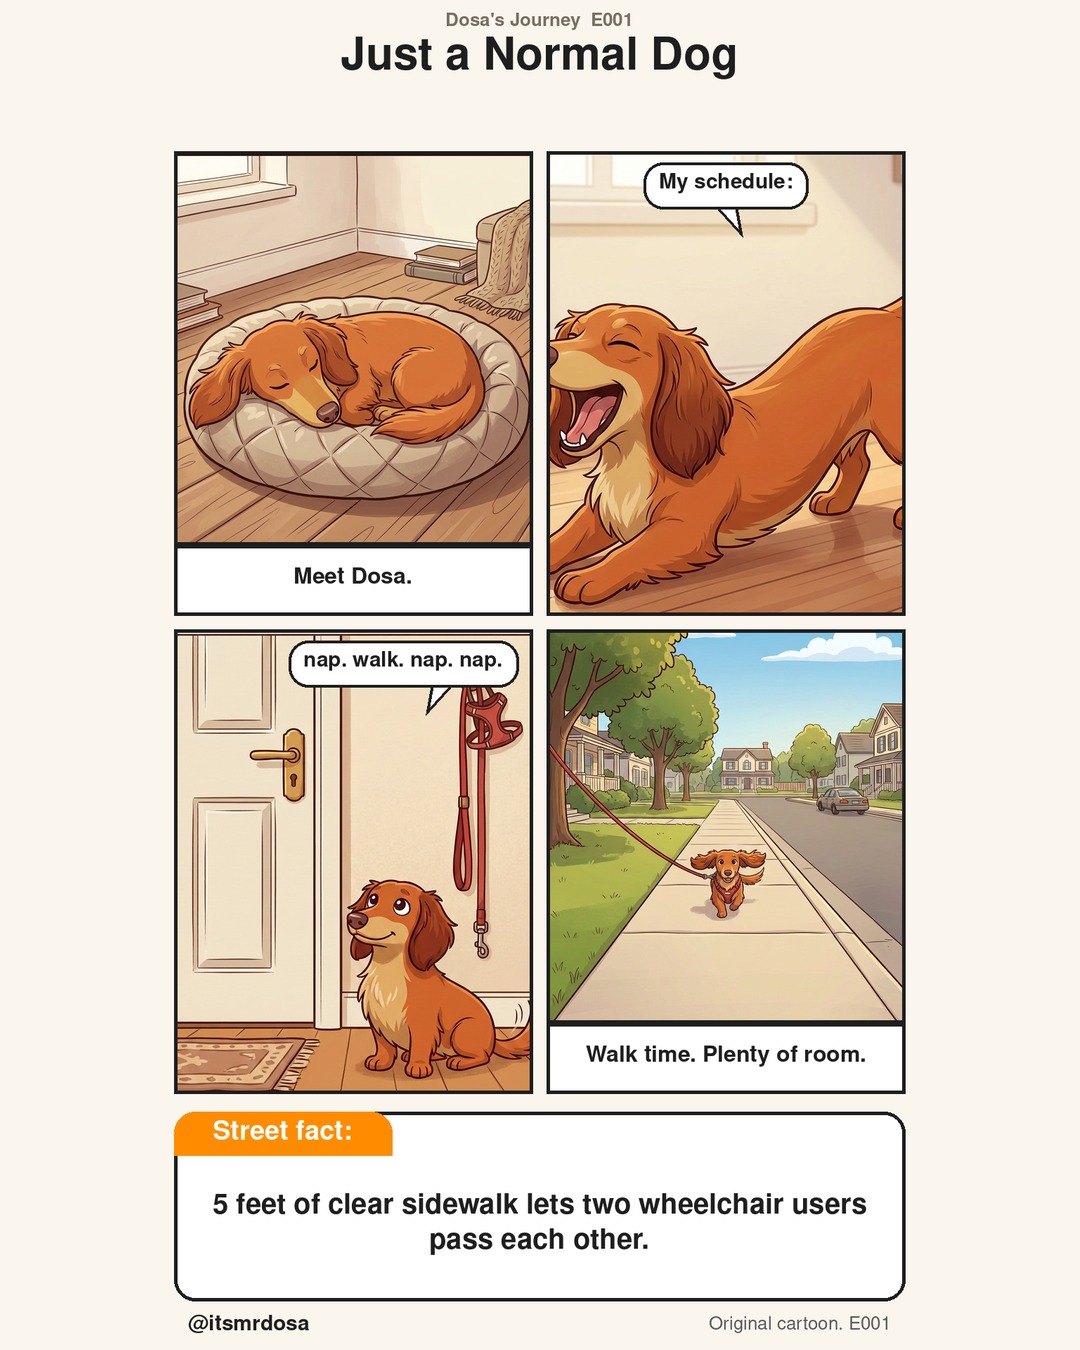 Dosa's Journey E001
Just a Normal Dog
My schedule:
Meet Dosa.
nap. walk. nap. nap.
Walk time. Plenty of room.
Street fact:
5 feet of clear sidewalk lets two wheelchair users
pass each other.
@itsmrdosa
Original cartoon. E001